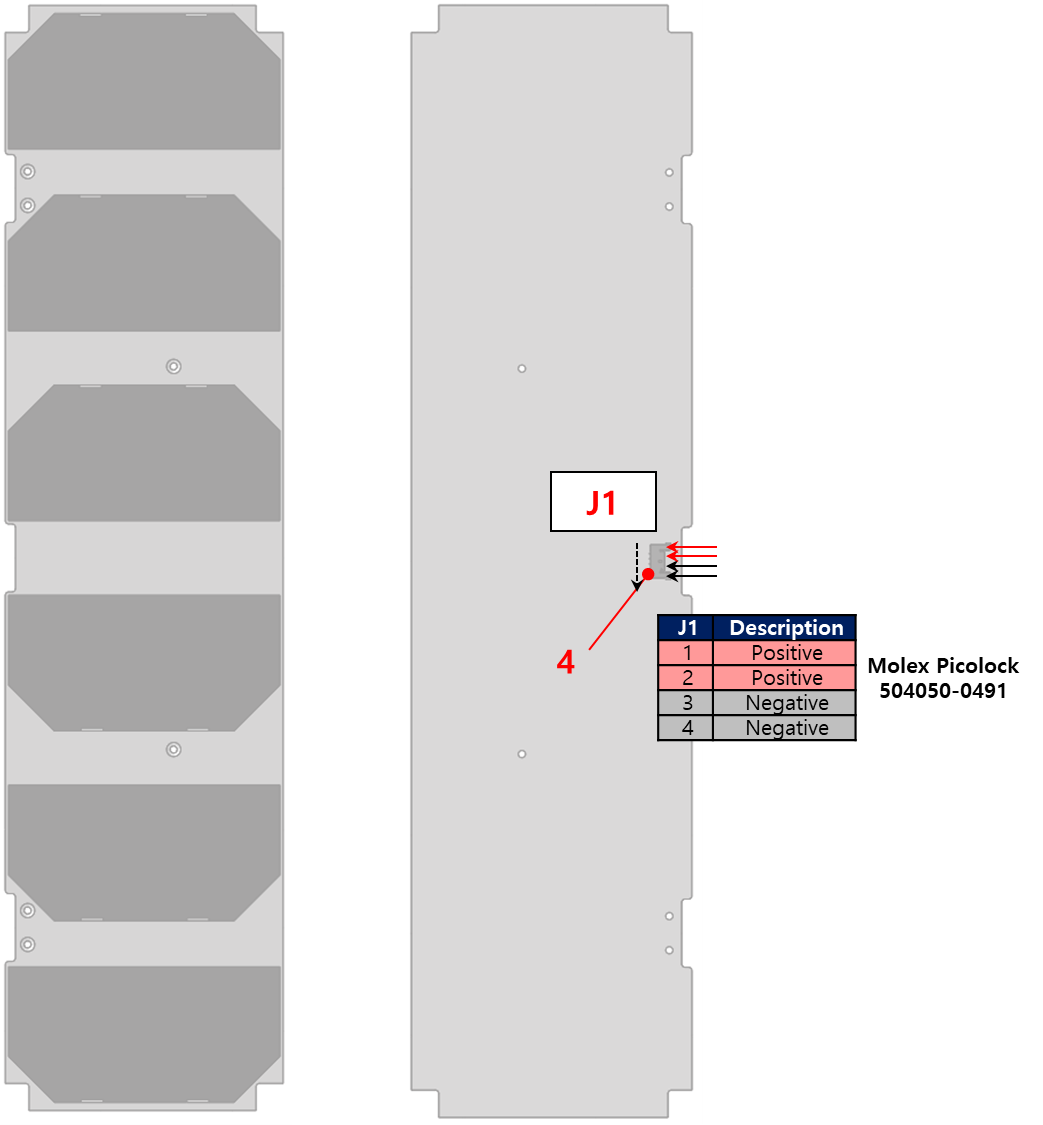 J1
4
J1 Description
1 Positive
2 Positive
3 Negative
4 Negative
Molex Picolock
504050-0491